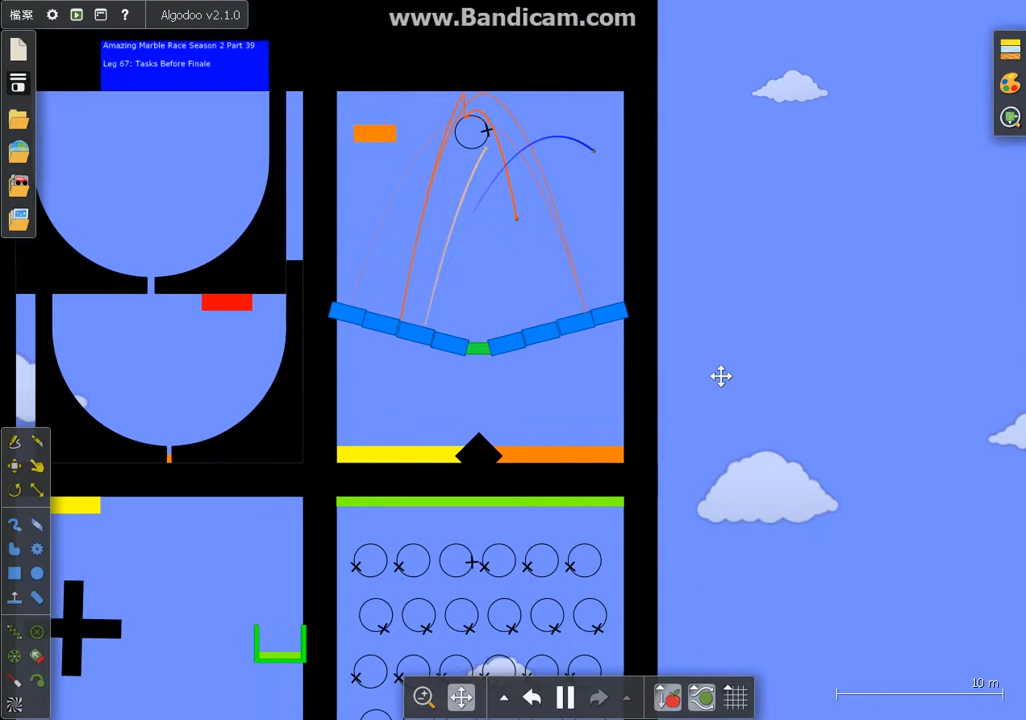 www.Bandicam.com
檔案
?
Algodoo v2.1.0
Amazing Marble Race Season 2 Part 39
Leg 67: Tasks Before Finale
10 m